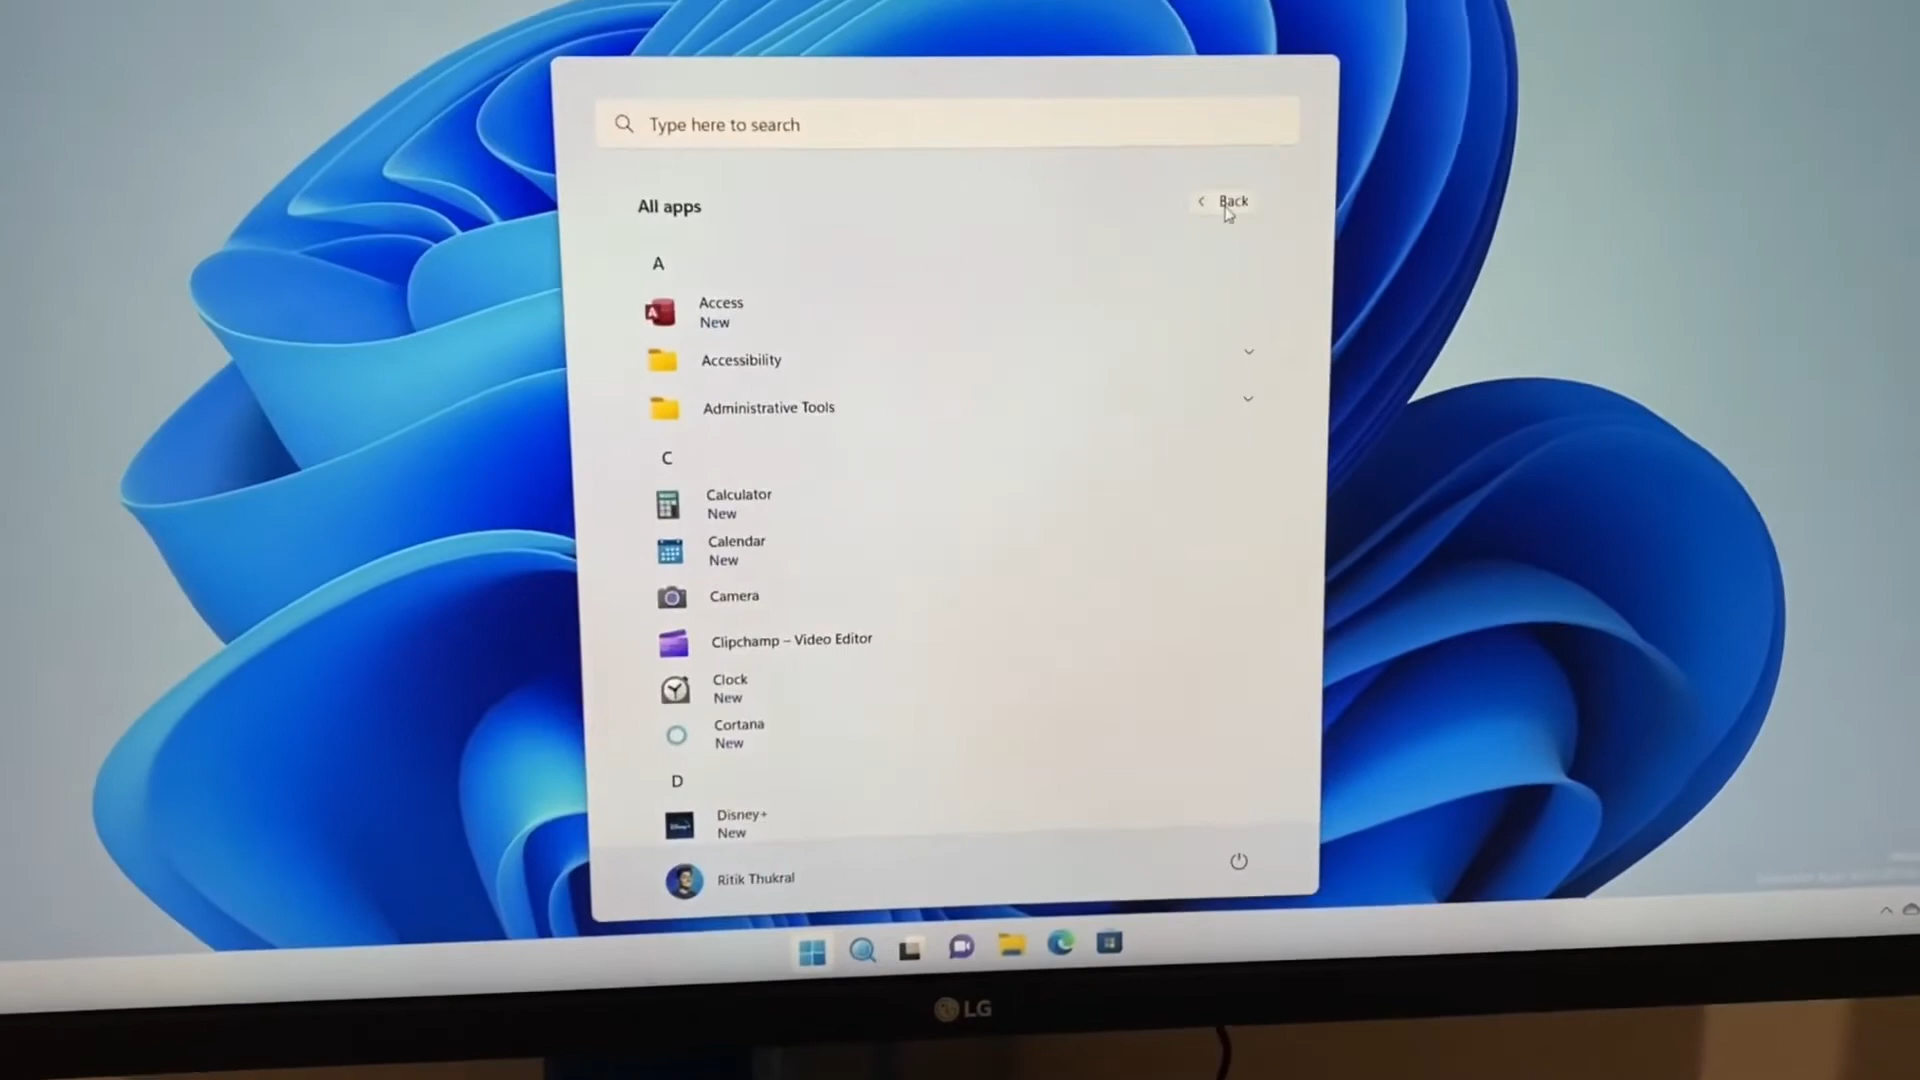 Type here to search
All apps
Back
A
Access
New
Accessibility
Administrative Tools
C
Calculator
New
Calendar
New
Camera
Clipchamp – Video Editor
Clock
New
Cortana
New
D
Disney+
New
Ritik Thukral
LG